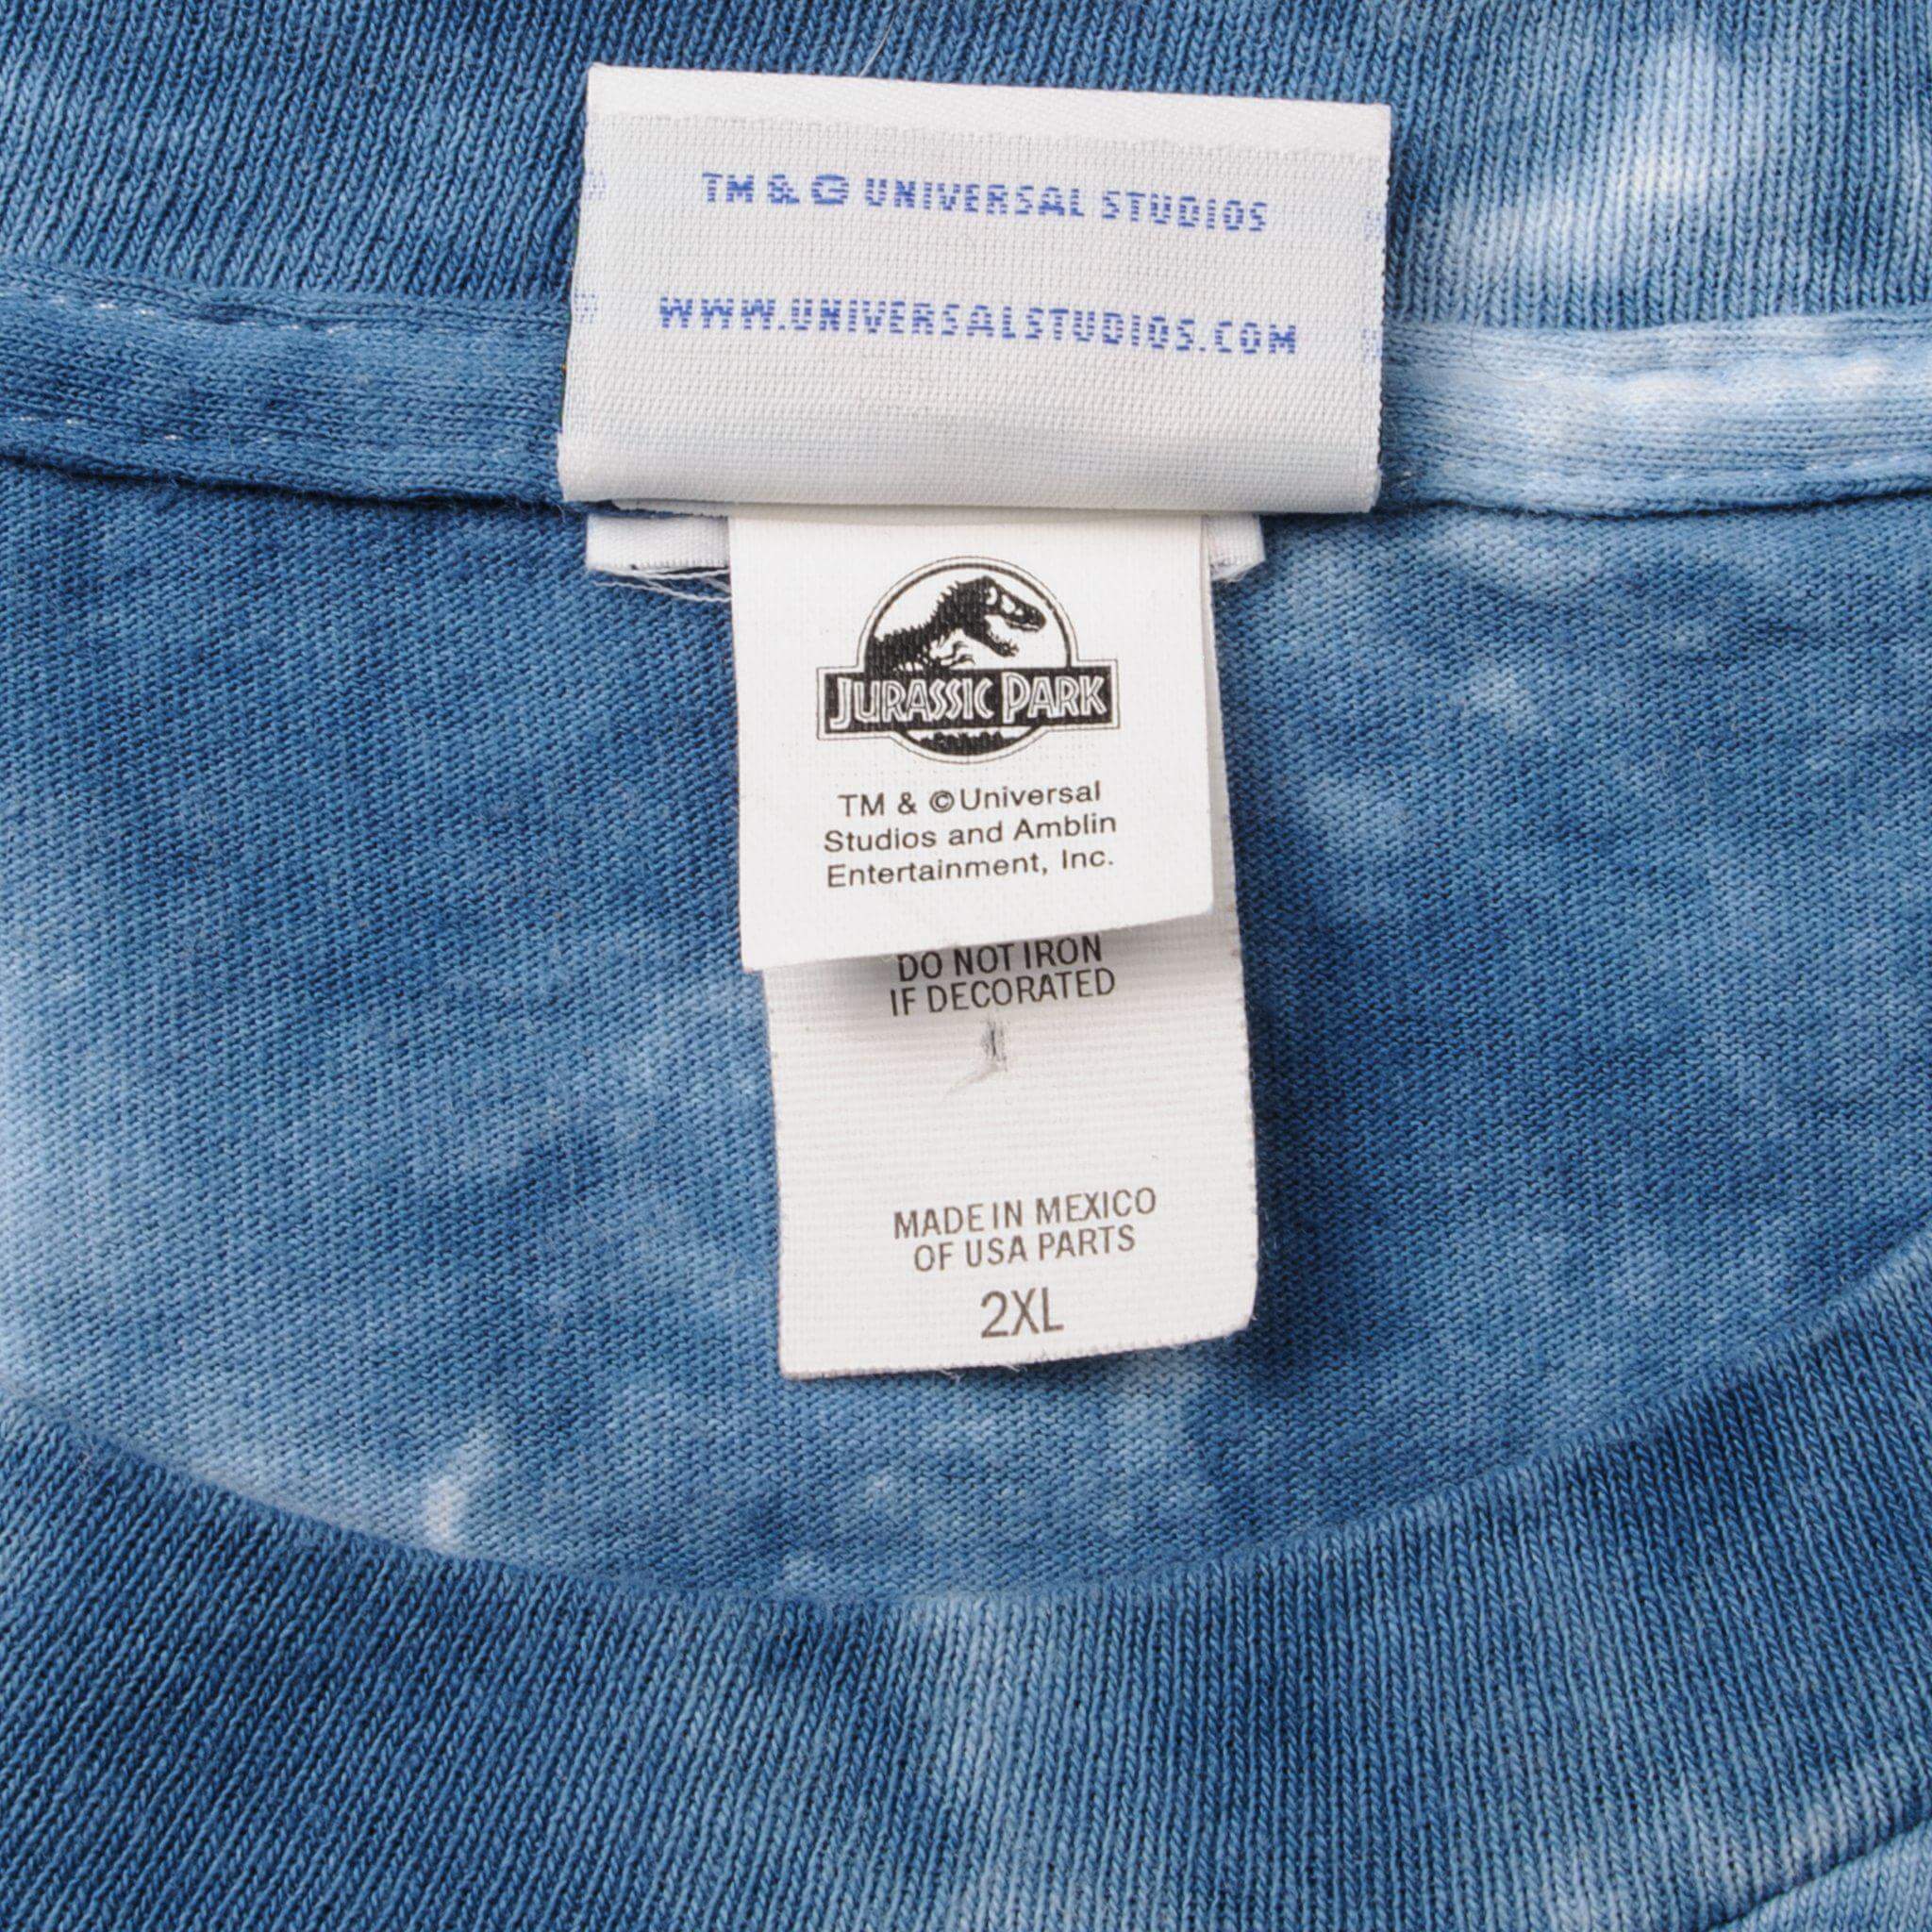 TM & © UNIVERSAL STUDIOS
WWW.UNIVERSALSTUDIOS.COM
JURASSIC PARK
TM & © Universal
Studios and Amblin
Entertainment, Inc.
DO NOT IRON
IF DECORATED
MADE IN MEXICO
OF USA PARTS
2XL